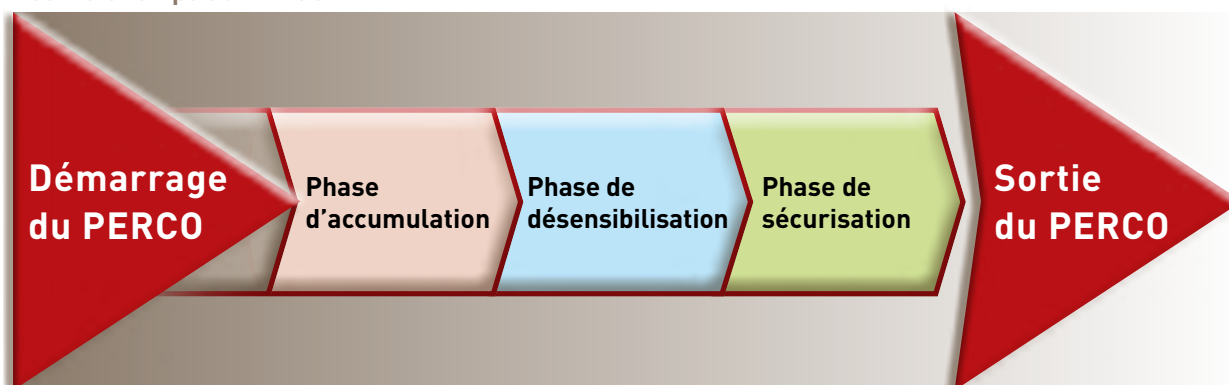 Démarrage
du PERCO
Phase
d'accumulation
Phase de
désensibilisation
Phase de
sécurisation
Sortie
du PERCO